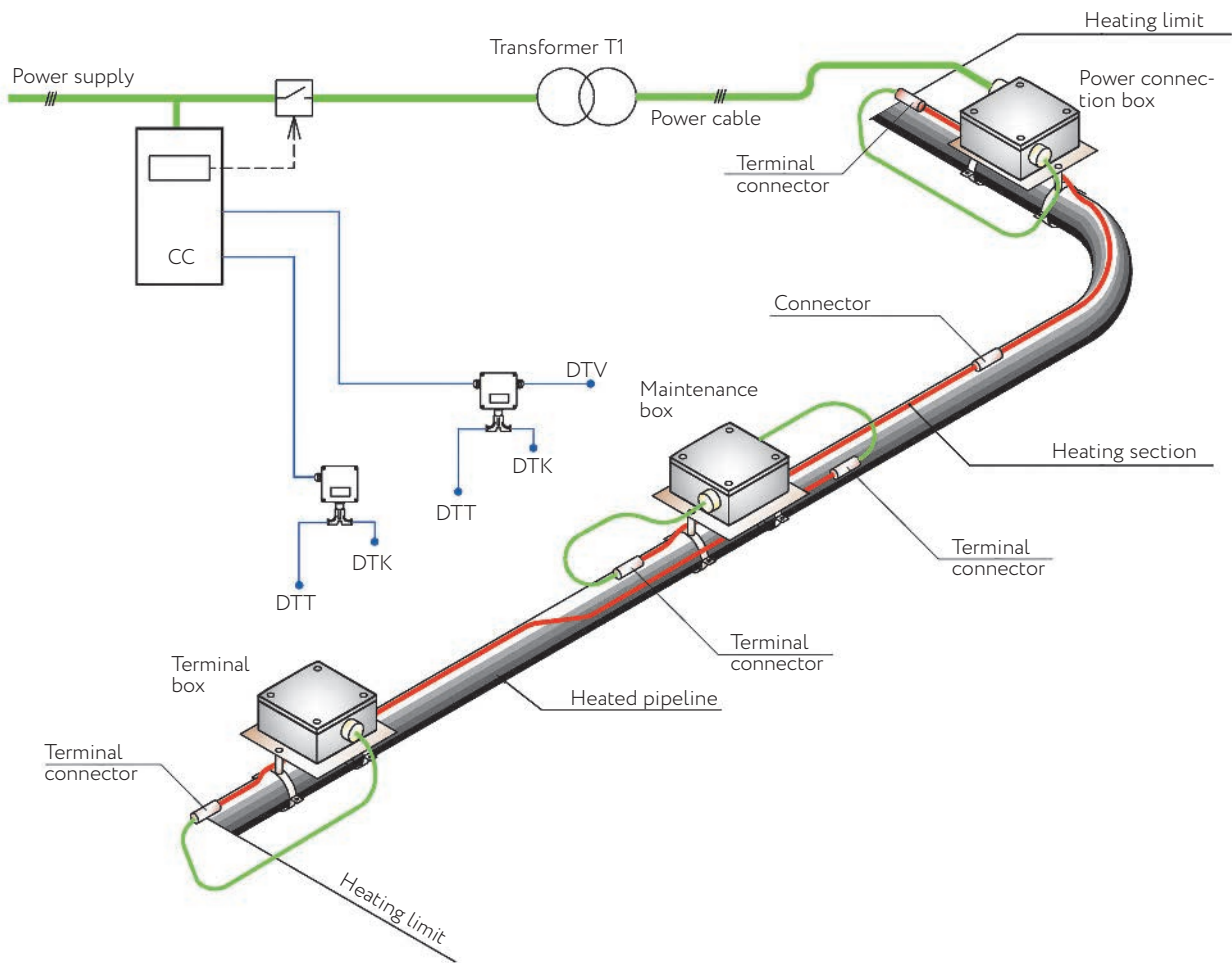 Heating limit
Transformer T1
Power supply
Power connec-
tion box
Power cable
Terminal
connector
CC
Connector
DTV
Maintenance
box
DTK
Heating section
DTT
DTK
Terminal
connector
DTT
Terminal
connector
Terminal
box
Heated pipeline
Terminal
connector
Heating limit